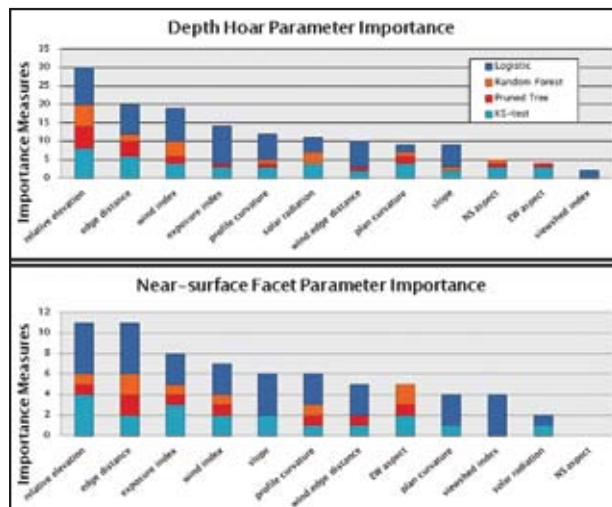 Depth Hoar Parameter Importance
Importance Measures
35
30
25
20
15
10
5
0
Logistic
Random Forest
Pruned Tree
KS-test
relative elevation
edge distance
wind index
exposure index
profile curvature
solar radiation
wind edge distance
plan curvature
slope
NS aspect
EW aspect
viewshed index
Near-surface Facet Parameter Importance
Importance Measures
12
10
8
6
4
2
0
relative elevation
edge distance
exposure index
wind index
slope
profile curvature
wind edge distance
EW aspect
plan curvature
viewshed index
solar radiation
NS aspect